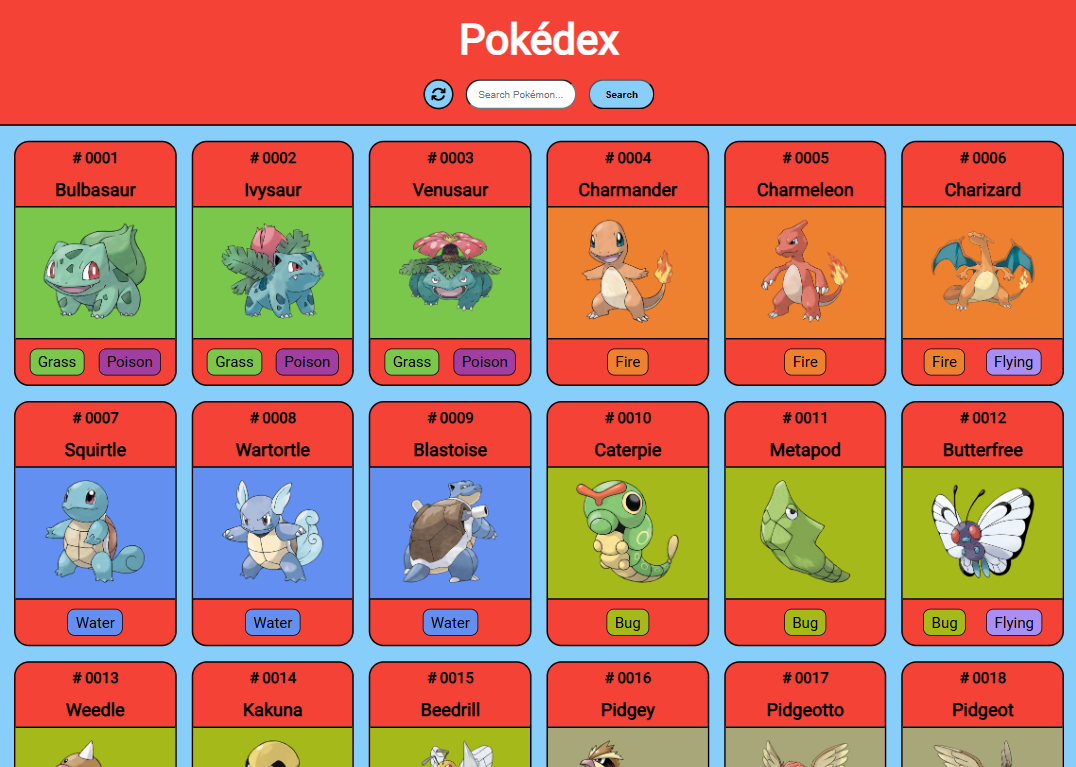 Pokédex
Search Pokémon... Search
# 0001 # 0002 # 0003 # 0004 # 0005 # 0006
Bulbasaur Ivysaur Venusaur Charmander Charmeleon Charizard
Grass Poison Grass Poison Grass Poison Fire Fire Fire Flying
# 0007 # 0008 # 0009 # 0010 # 0011 # 0012
Squirtle Wartortle Blastoise Caterpie Metapod Butterfree
Water Water Water Bug Bug Bug Flying
# 0013 # 0014 # 0015 # 0016 # 0017 # 0018
Weedle Kakuna Beedrill Pidgey Pidgeotto Pidgeot